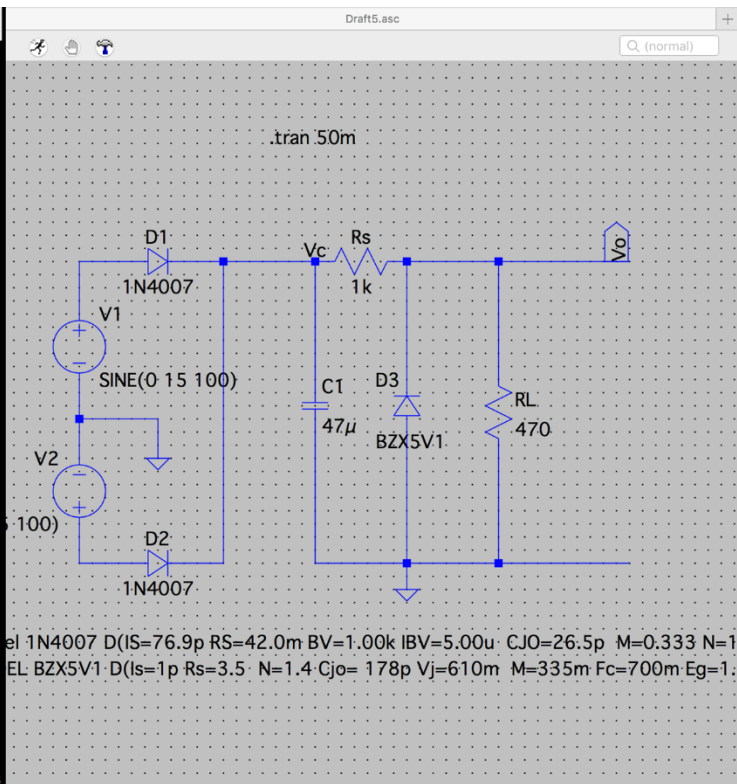 Draft5.asc
(normal)
.tran 50m
D1
1N4007
Vc
Rs
1k
Vo
V1
+
−
SINE(0 15 100)
C1
47µ
D3
BZX5V1
RL
470
V2
−
+
100)
D2
1N4007
el 1N4007 D(IS=76.9p RS=42.0m BV=1.00k IBV=5.00u CJO=26.5p M=0.333 N=1
EL BZX5V1 D(Is=1p Rs=3.5 N=1.4 Cjo= 178p Vj=610m M=335m Fc=700m Eg=1.